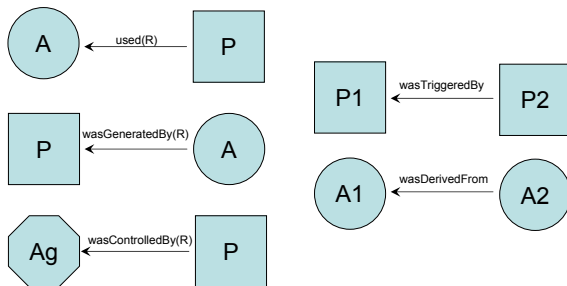 A used(R) P
P wasGeneratedBy(R) A
Ag wasControlledBy(R) P
P1 wasTriggeredBy P2
A1 wasDerivedFrom A2